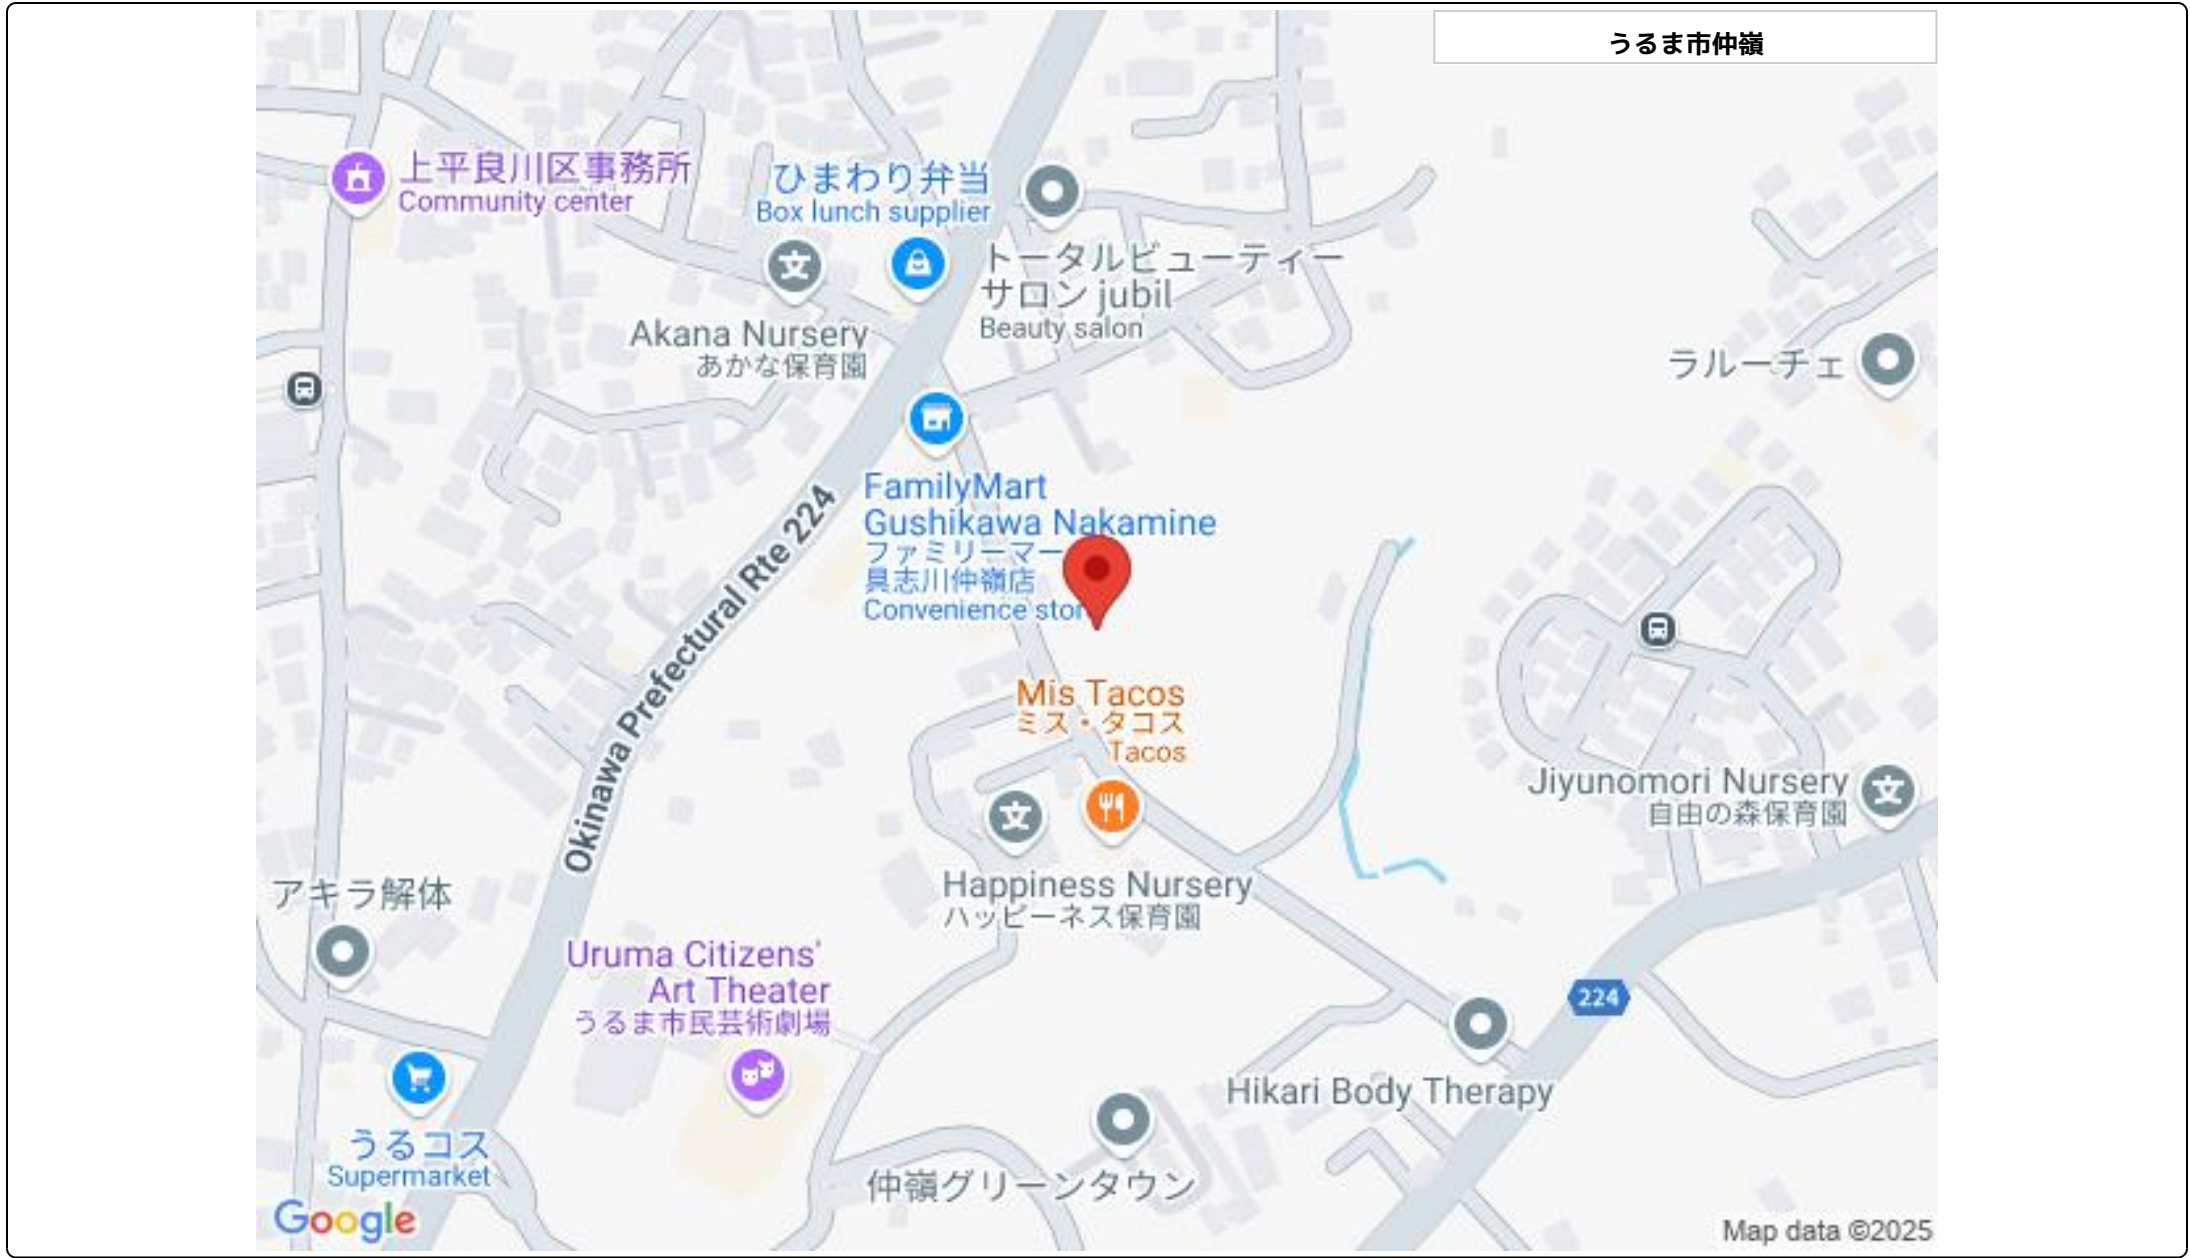 うるま市仲嶺
上平良川区事務所
Community center
ひまわり弁当
Box lunch supplier
トータルビューティー
サロン jubil
Beauty salon
Akana Nursery
あかな保育園
ラルーチェ
FamilyMart
Gushikawa Nakamine
ファミリーマー
具志川仲嶺店
Convenience stor
Okinawa Prefectural Rte 224
Mis Tacos
ミス・タコス
Tacos
Jiyunomori Nursery
自由の森保育園
Happiness Nursery
ハッピーネス保育園
アキラ解体
Uruma Citizens'
Art Theater
うるま市民芸術劇場
224
Hikari Body Therapy
うるコス
Supermarket
仲嶺グリーンタウン
Google
Map data ©2025